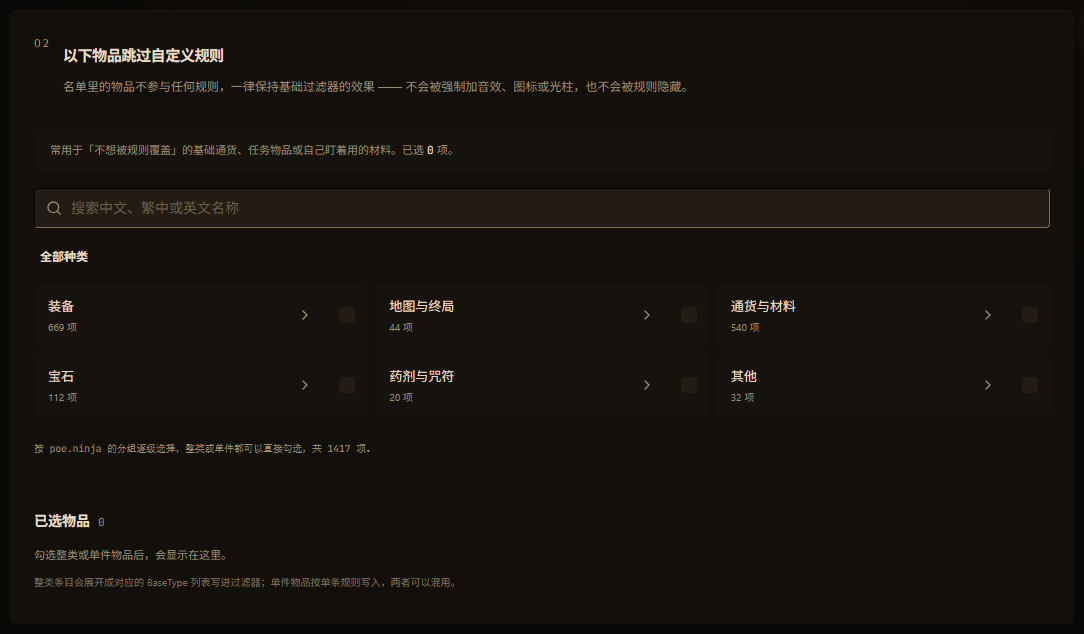 02
以下物品跳过自定义规则
名单里的物品不参与任何规则，一律保持基础过滤器的效果 —— 不会被强制加音效、图标或光柱，也不会被规则隐藏。
常用于「不想被规则覆盖」的基础通货、任务物品或自己盯着用的材料。已选 0 项。
搜索中文、繁中或英文名称
全部种类
装备
669 项
地图与终局
44 项
通货与材料
540 项
宝石
112 项
药剂与咒符
20 项
其他
32 项
按 poe.ninja 的分组逐级选择，整类或单件都可以直接勾选，共 1417 项。
已选物品 0
勾选整类或单件物品后，会显示在这里。
整类条目会展开成对应的 BaseType 列表写进过滤器；单件物品按单条规则写入，两者可以混用。